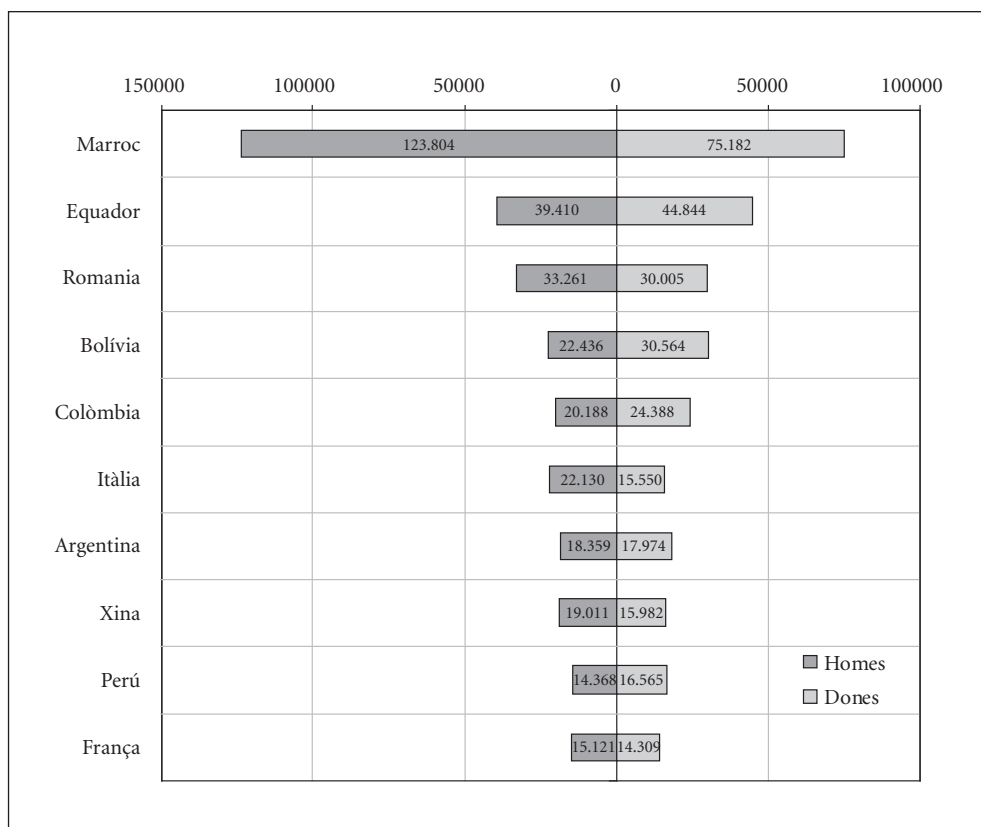 150000 100000 50000 0 50000 100000
Marroc 123.804 75.182
Equador 39.410 44.844
Romania 33.261 30.005
Bolívia 22.436 30.564
Colòmbia 20.188 24.388
Itàlia 22.130 15.550
Argentina 18.359 17.974
Xina 19.011 15.982
Homes
Perú 14.368 16.565
Dones
França 15.121 14.309